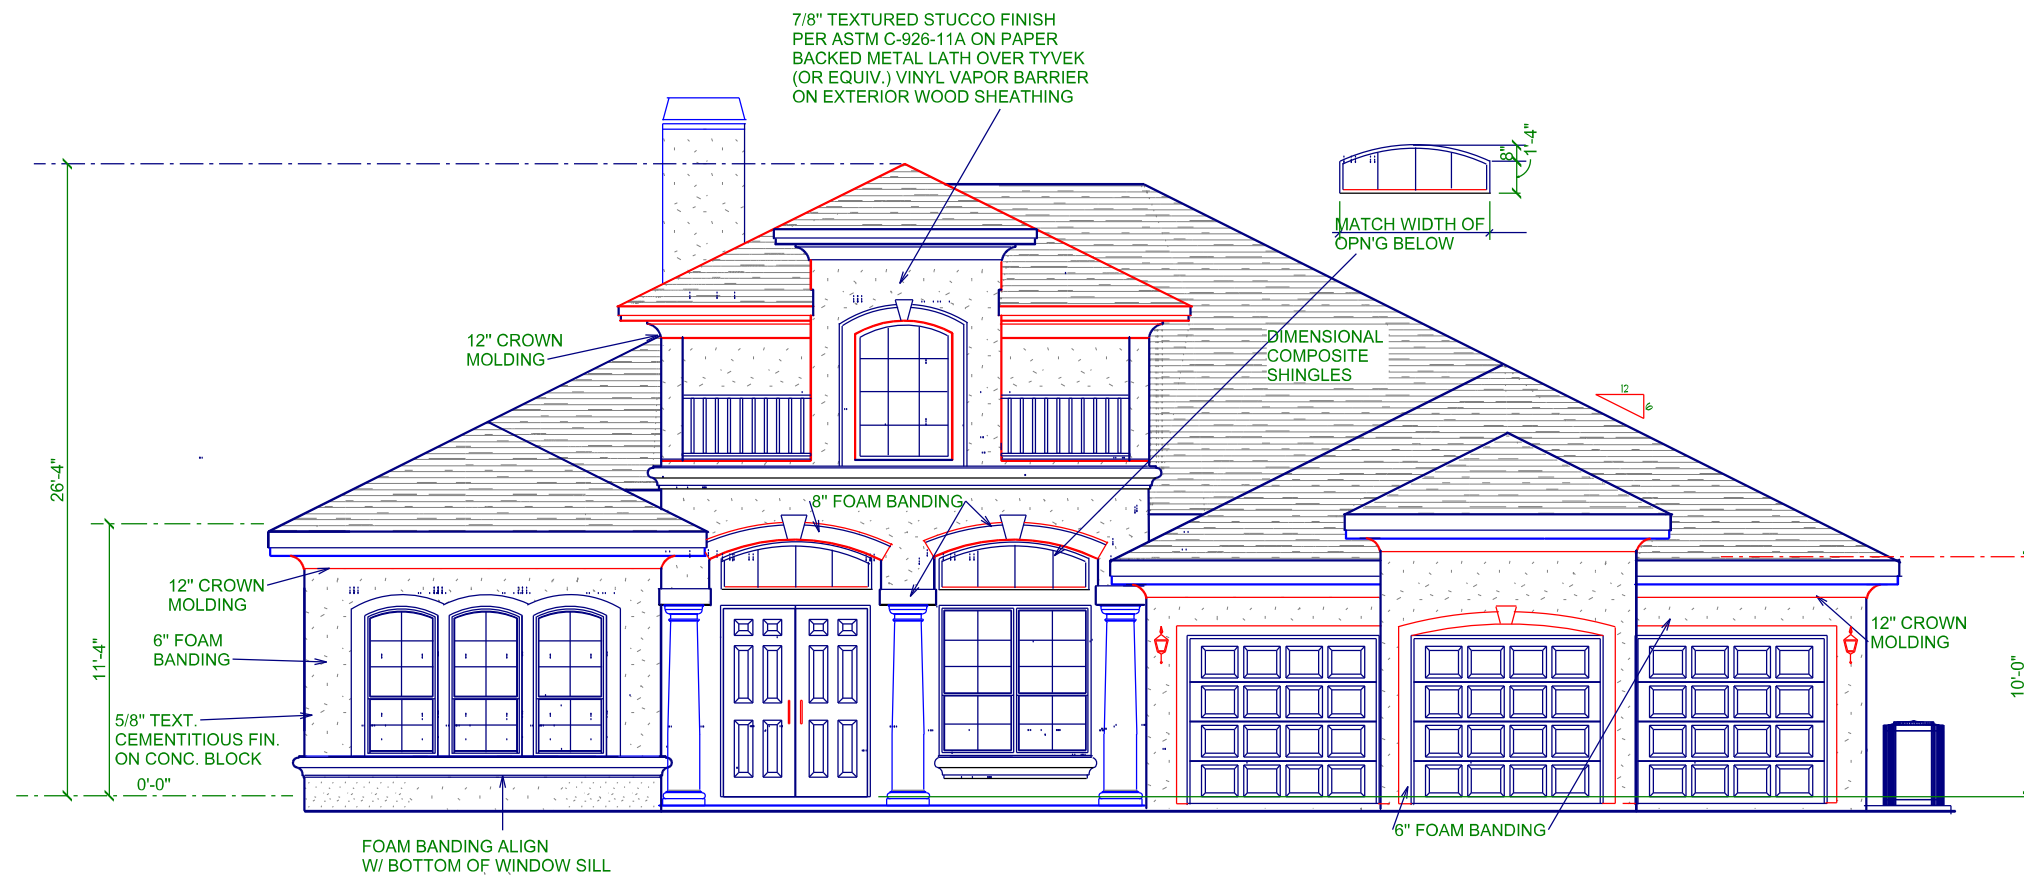 7/8" TEXTURED STUCCO FINISH
PER ASTM C-926-11A ON PAPER
BACKED METAL LATH OVER TYVEK
(OR EQUIV.) VINYL VAPOR BARRIER
ON EXTERIOR WOOD SHEATHING
8"
1'-4"
MATCH WIDTH OF
OPN'G BELOW
12" CROWN
MOLDING
DIMENSIONAL
COMPOSITE
SHINGLES
12
6
26'-4"
8" FOAM BANDING
12" CROWN
MOLDING
6" FOAM
BANDING
11'-4"
12" CROWN
MOLDING
10'-0"
5/8" TEXT.
CEMENTITIOUS FIN.
ON CONC. BLOCK
0'-0"
6" FOAM BANDING
FOAM BANDING ALIGN
W/ BOTTOM OF WINDOW SILL